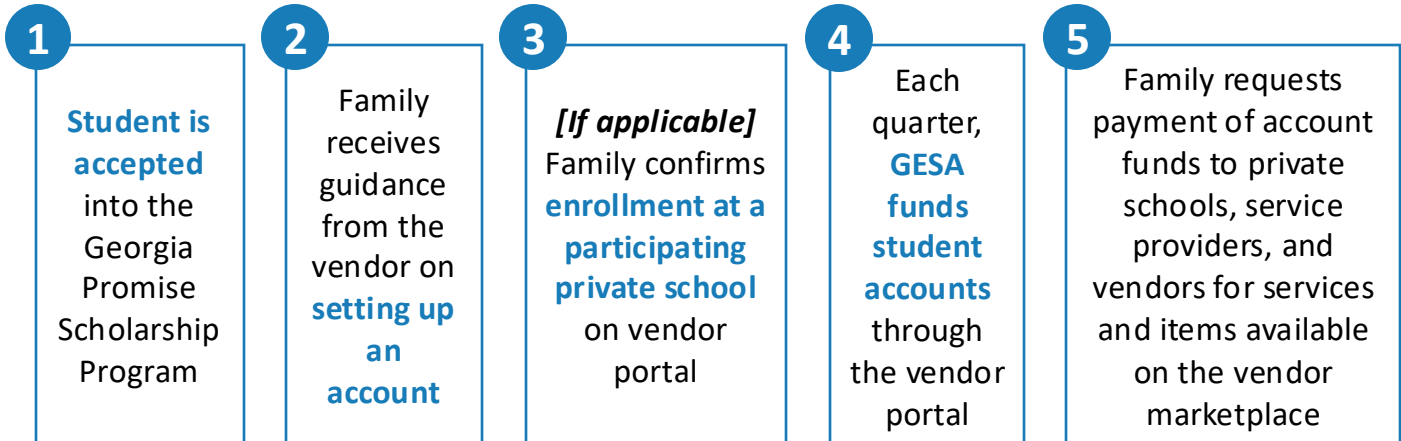 1
Student is
accepted
into the
Georgia
Promise
Scholarship
Program
2
Family
receives
guidance
from the
vendor on
setting up
an
account
3
[If applicable]
Family confirms
enrollment at a
participating
private school
on vendor
portal
4
Each
quarter,
GESA
funds
student
accounts
through
the vendor
portal
5
Family requests
payment of account
funds to private
schools, service
providers, and
vendors for services
and items available
on the vendor
marketplace